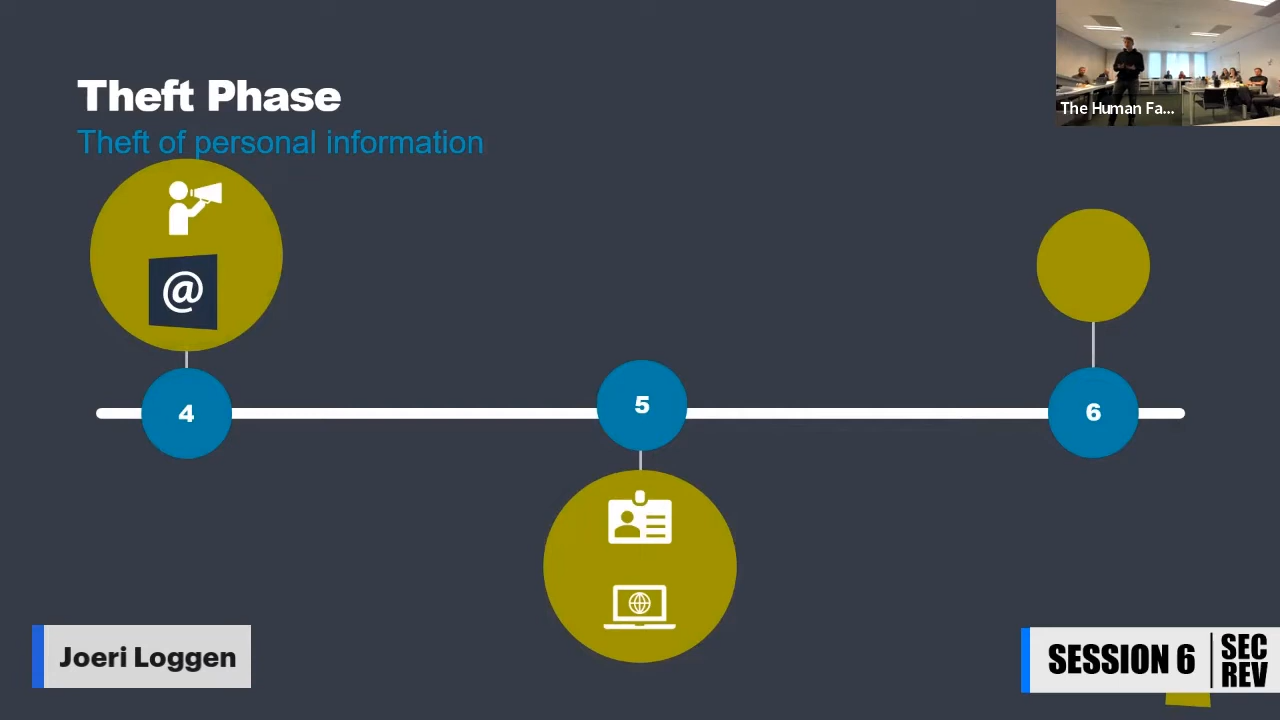 Theft Phase
Theft of personal information
The Human Fa...
@
4
5
6
Joeri Loggen
SESSION 6
SEC
REV